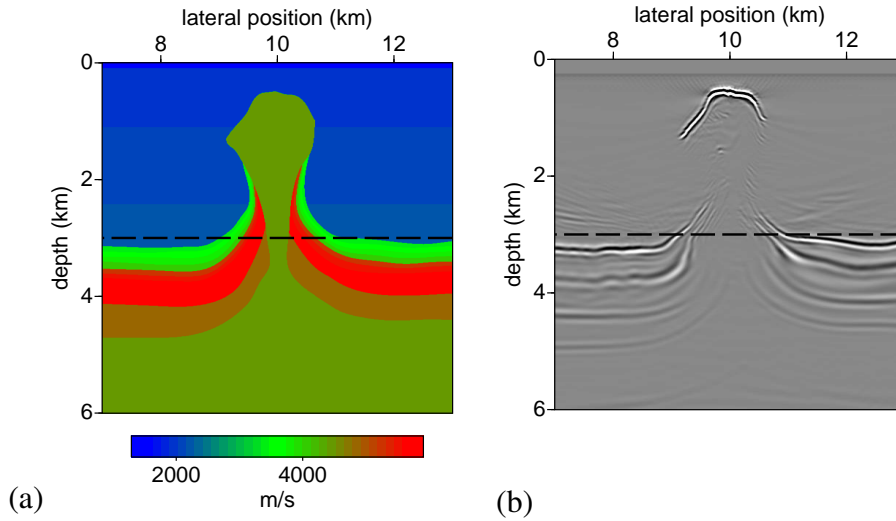 lateral position (km)
8 10 12
0
2
4
6
depth (km)
2000 4000
m/s
(a)
lateral position (km)
8 10 12
0
2
4
6
depth (km)
(b)